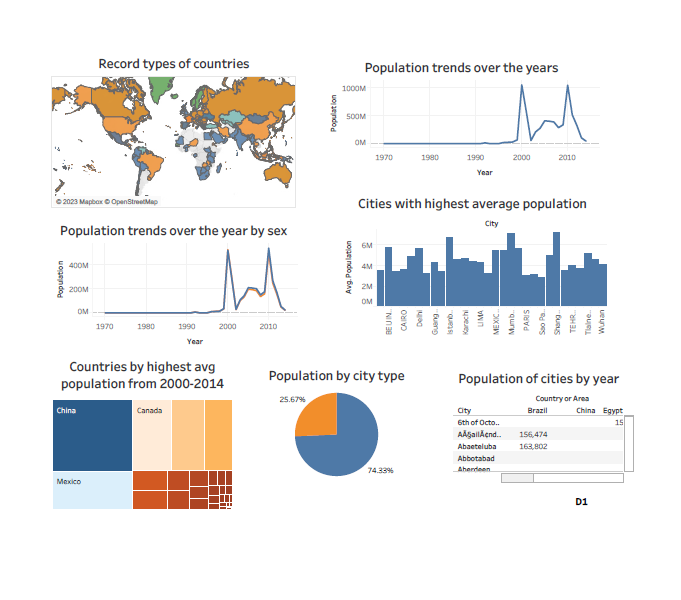 Record types of countries
© 2023 Mapbox © OpenStreetMap
Population trends over the years
Population
1000M
500M
0M
1970
1980
1990
2000
2010
Year
Population trends over the year by sex
Population
400M
200M
0M
1970
1980
1990
2000
2010
Year
Cities with highest average population
City
Avg. Population
6M
4M
2M
0M
BEIJIN..
CAIRO
Delhi
Guang..
Istanb..
Karachi
LIMA
MEXIC..
Mumb..
PARIS
Sao Pa..
Shang..
TEHR..
Tlalne..
Wuhan
Countries by highest avg
population from 2000-2014
China
Canada
Mexico
Population by city type
25.67%
74.33%
Population of cities by year
Country or Area
City Brazil China Egypt
6th of Octo.. 15
AÃ§ailÃ¢nd.. 156,474
Abaeteluba 163,802
Abbotabad
Aberdeen
D1